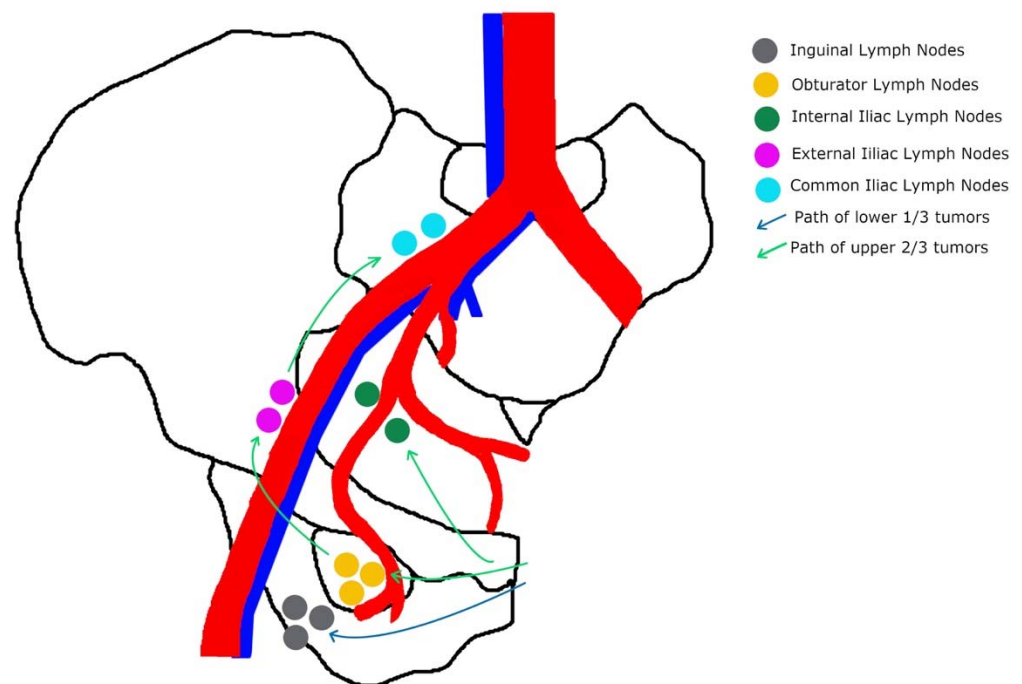 Inguinal Lymph Nodes
Obturator Lymph Nodes
Internal Iliac Lymph Nodes
External Iiliac Lymph Nodes
Common Iliac Lymph Nodes
Path of lower 1/3 tumors
Path of upper 2/3 tumors